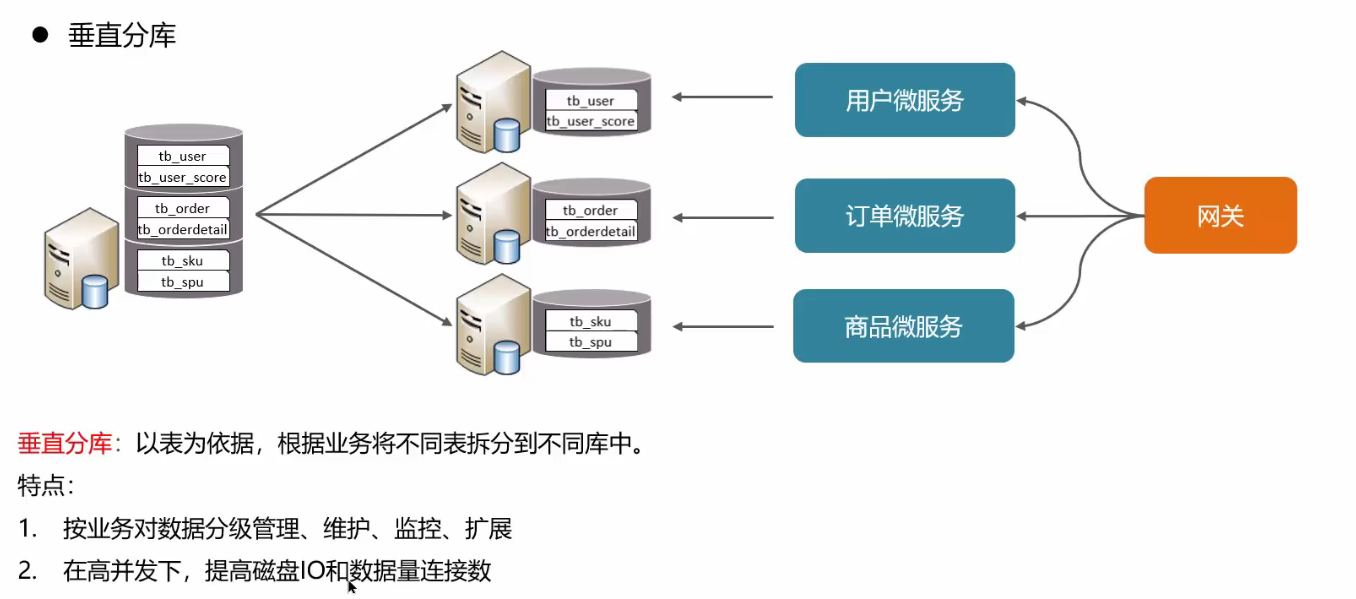 ● 垂直分库
tb_user
tb_user_score
tb_order
tb_orderdetail
tb_sku
tb_spu
tb_user
tb_user_score
tb_order
tb_orderdetail
tb_sku
tb_spu
用户微服务
订单微服务
商品微服务
网关
垂直分库：以表为依据，根据业务将不同表拆分到不同库中。
特点：
1. 按业务对数据分级管理、维护、监控、扩展
2. 在高并发下，提高磁盘IO和数据量连接数